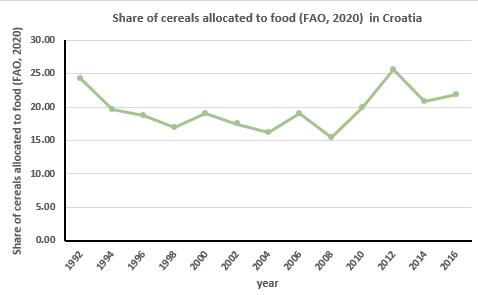 Share of cereals allocated to food (FAO, 2020)  in Croatia
Share of cereals allocated to food (FAO, 2020)
30.00
25.00
20.00
15.00
10.00
5.00
0.00
1992 1994 1996 1998 2000 2002 2004 2006 2008 2010 2012 2014 2016
year